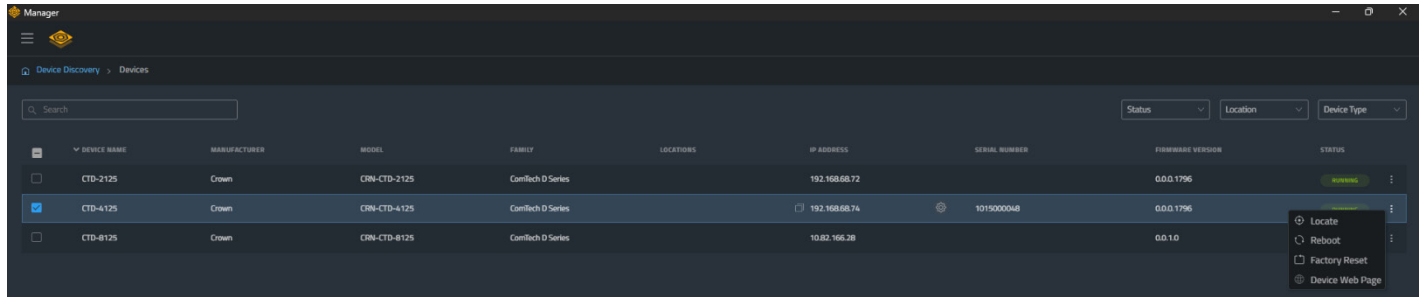 Manager
Device Discovery > Devices
Search
Status Location Device Type
DEVICE NAME MANUFACTURER MODEL FAMILY LOCATIONS IP ADDRESS SERIAL NUMBER FIRMWARE VERSION STATUS
CTD-2125 Crown CRN-CTD-2125 ComTech D Series 192.168.68.72 0.0.0.1796 RUNNING
CTD-4125 Crown CRN-CTD-4125 ComTech D Series 192.168.68.74 1015000048 0.0.0.1796
CTD-8125 Crown CRN-CTD-8125 ComTech D Series 10.82.166.28 0.0.1.0
Locate
Reboot
Factory Reset
Device Web Page